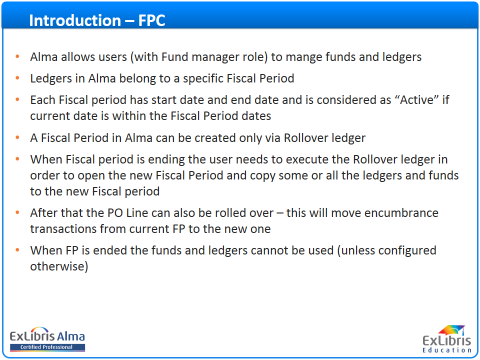 Introduction – FPC
• Alma allows users (with Fund manager role) to mange funds and ledgers
• Ledgers in Alma belong to a specific Fiscal Period
• Each Fiscal period has start date and end date and is considered as “Active” if
current date is within the Fiscal Period dates
• A Fiscal Period in Alma can be created only via Rollover ledger
• When Fiscal period is ending the user needs to execute the Rollover ledger in
order to open the new Fiscal Period and copy some or all the ledgers and funds
to the new Fiscal period
• After that the PO Line can also be rolled over – this will move encumbrance
transactions from current FP to the new one
• When FP is ended the funds and ledgers cannot be used (unless configured
otherwise)
ExLibris Alma
Certified Professional
ExLibris
Education